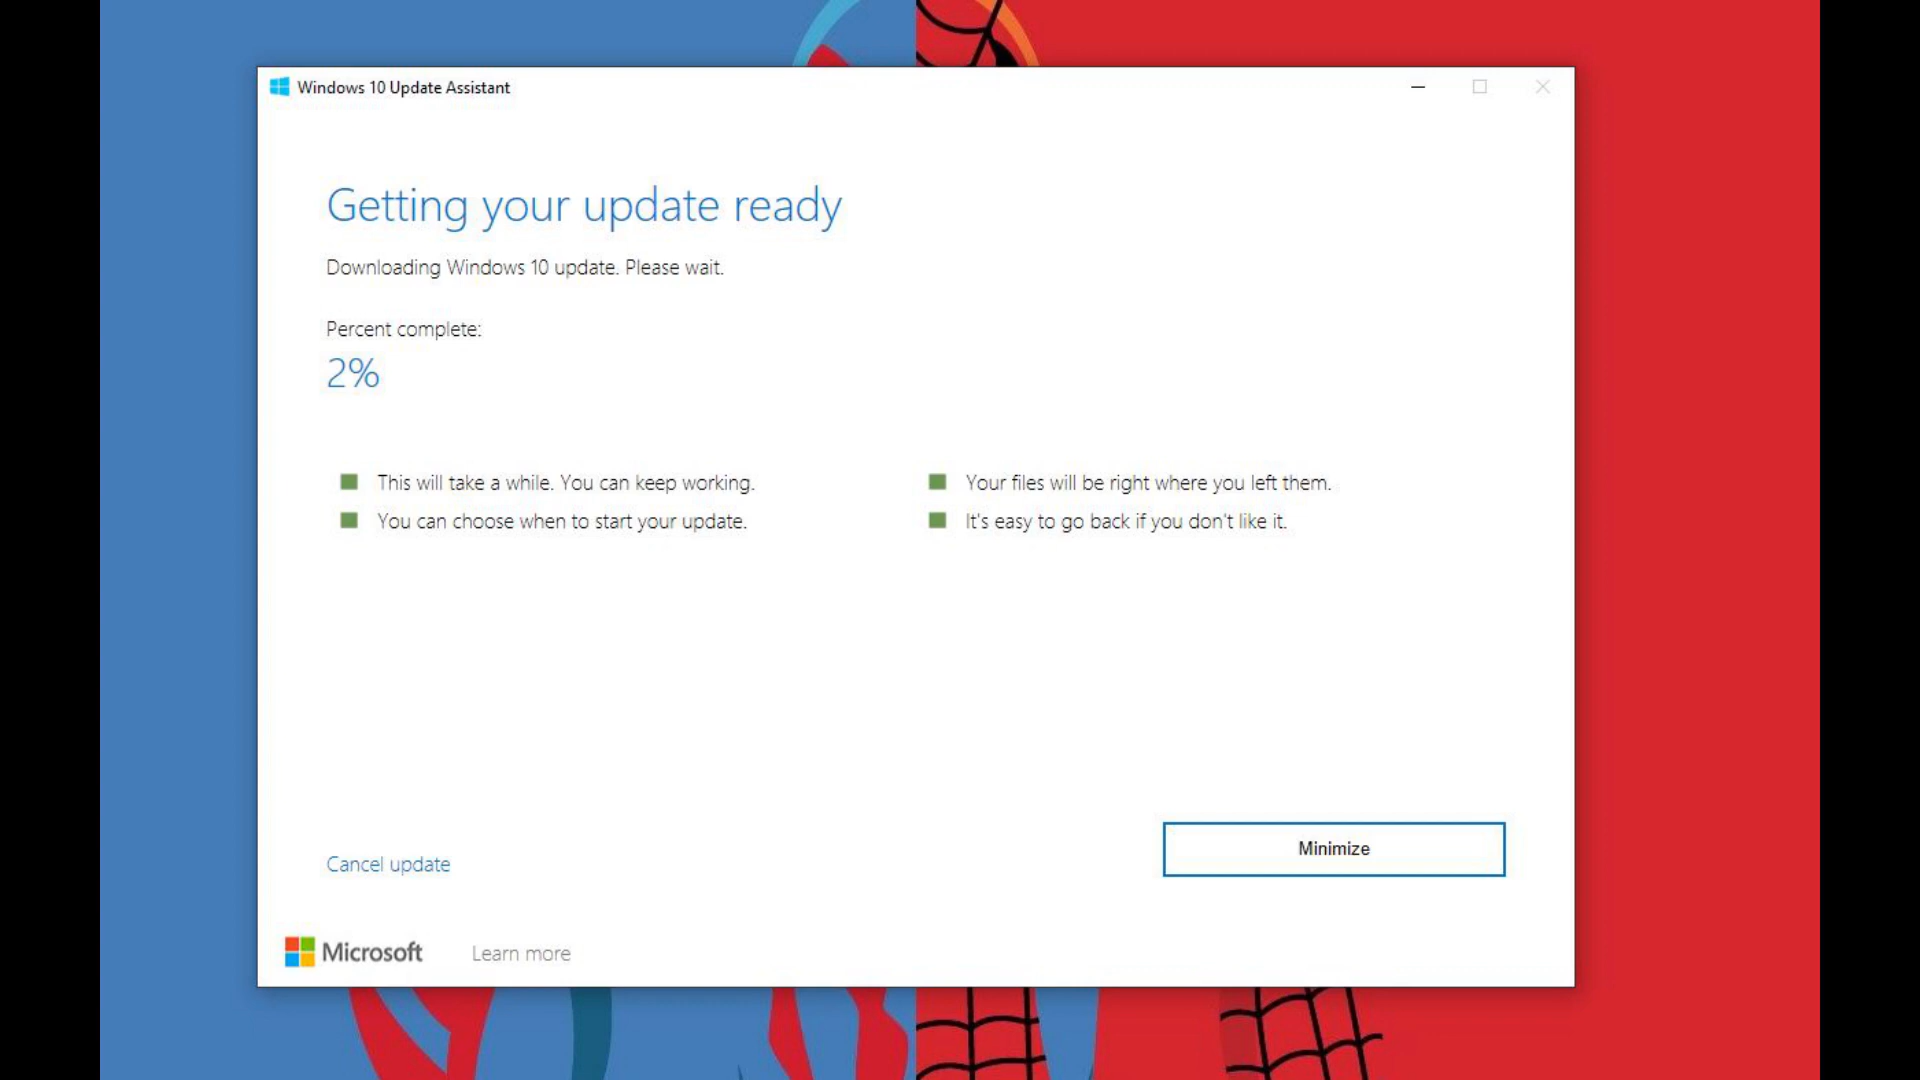 Windows 10 Update Assistant
Getting your update ready
Downloading Windows 10 update. Please wait.
Percent complete:
2%
This will take a while. You can keep working.
You can choose when to start your update.
Your files will be right where you left them.
It's easy to go back if you don't like it.
Cancel update
Minimize
Microsoft
Learn more